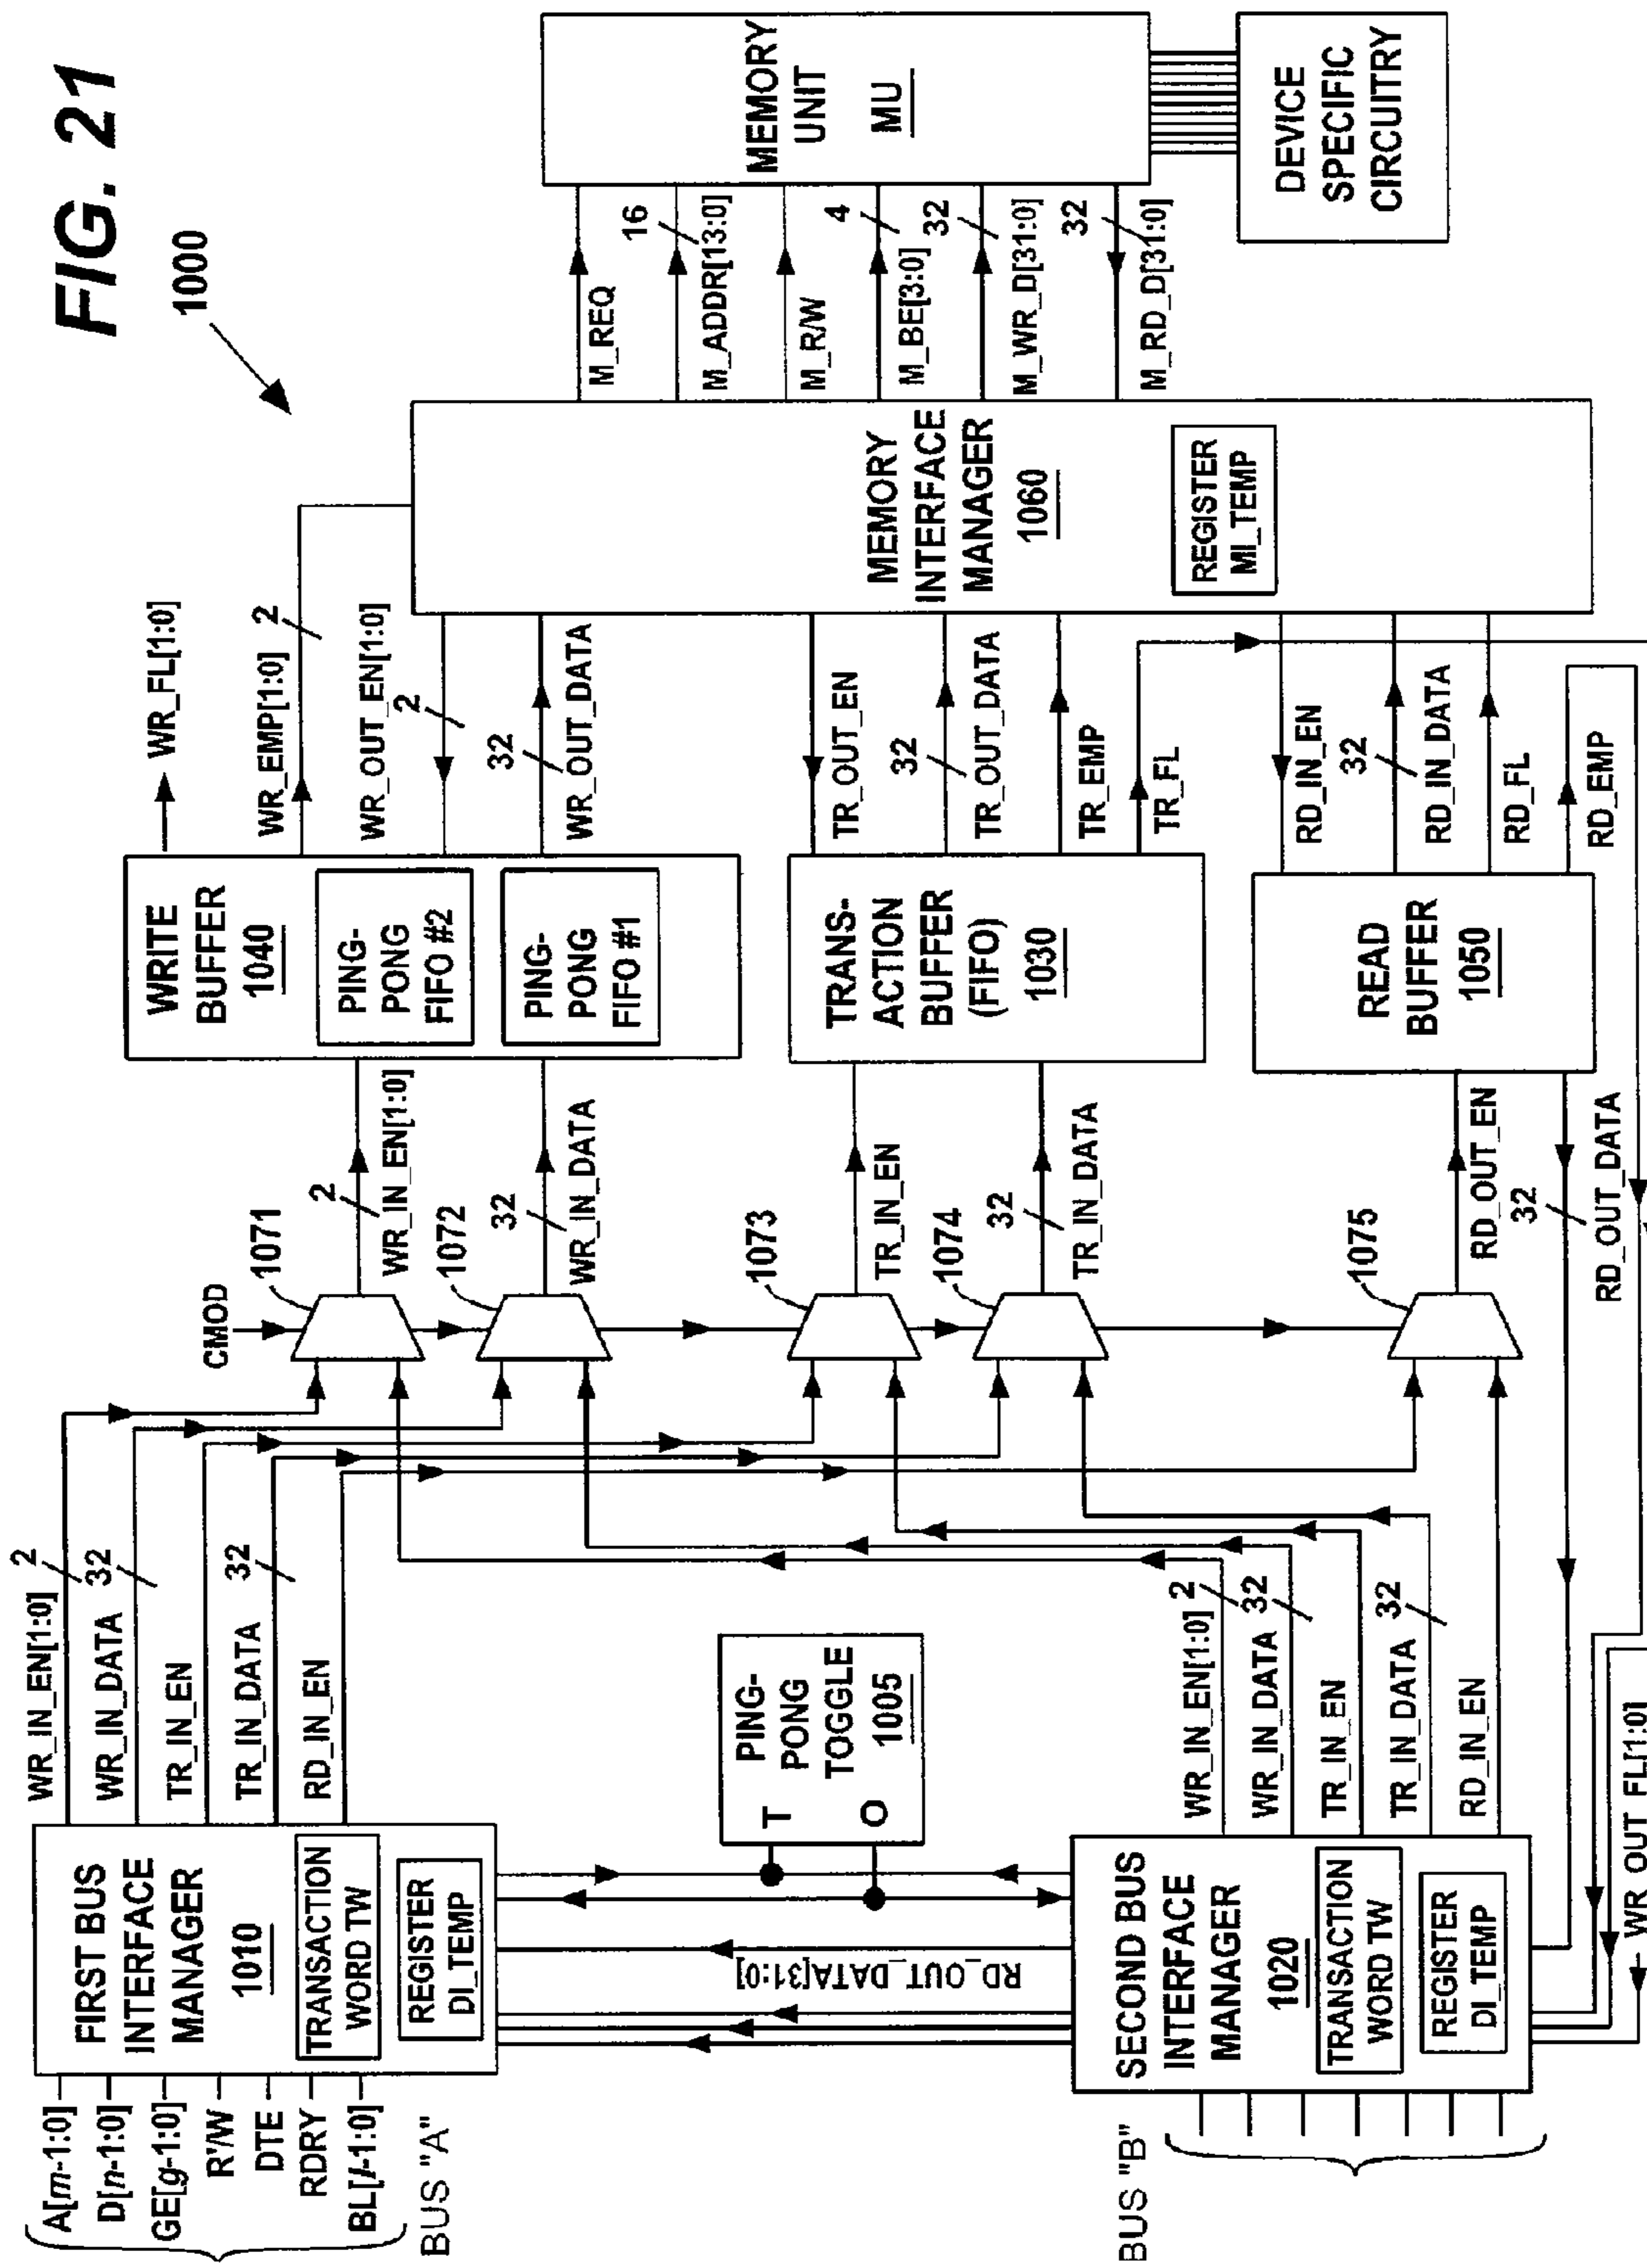 FIG. 21
1000
A[m-1:0]
D[n-1:0]
GE[g-1:0]
R'/W
DTE
RDRY
BL[l-1:0]
BUS "A"
FIRST BUS
INTERFACE
MANAGER
1010
TRANSACTION
WORD TW
REGISTER
DI_TEMP
WR_IN_EN[1:0]
2
WR_IN_DATA
32
TR_IN_EN
TR_IN_DATA
32
RD_IN_EN
PING-
PONG
TOGGLE
1005
T
O
RD_OUT_DATA[31:0]
BUS "B"
SECOND BUS
INTERFACE
MANAGER
1020
TRANSACTION
WORD TW
REGISTER
DI_TEMP
WR_IN_EN[1:0]
2
WR_IN_DATA
32
TR_IN_EN
TR_IN_DATA
32
RD_IN_EN
WR_OUT_FL[1:0]
CMOD
1071
1072
1073
1074
1075
2
WR_IN_EN[1:0]
32
WR_IN_DATA
TR_IN_EN
32
TR_IN_DATA
RD_OUT_EN
32
RD_OUT_DATA
WRITE
BUFFER
1040
PING-
PONG
FIFO #2
PING-
PONG
FIFO #1
TRANS-
ACTION
BUFFER
(FIFO)
1030
READ
BUFFER
1050
WR_FL[1:0]
WR_EMP[1:0]
2
WR_OUT_EN[1:0]
2
32
WR_OUT_DATA
TR_OUT_EN
32
TR_OUT_DATA
TR_EMP
TR_FL
RD_IN_EN
32
RD_IN_DATA
RD_FL
RD_EMP
MEMORY
INTERFACE
MANAGER
1060
REGISTER
MI_TEMP
M_REQ
16
M_ADDR[13:0]
M_R/W
4
M_BE[3:0]
32
M_WR_D[31:0]
32
M_RD_D[31:0]
MEMORY
UNIT
MU
DEVICE
SPECIFIC
CIRCUITRY